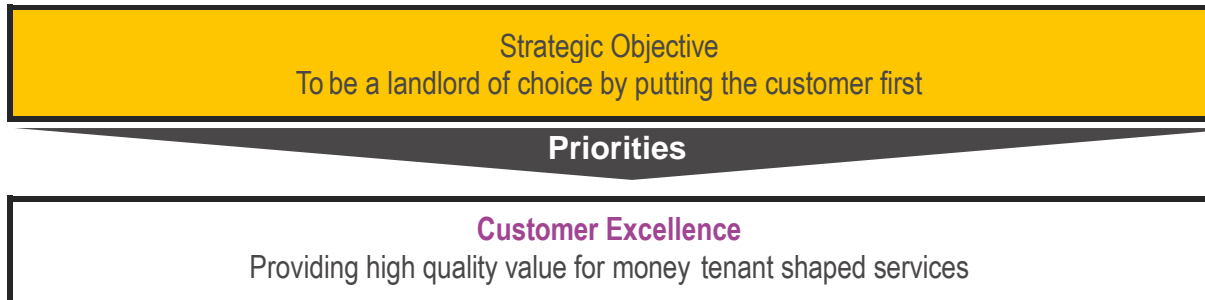 Strategic Objective
To be a landlord of choice by putting the customer first
Priorities
Customer Excellence
Providing high quality value for money tenant shaped services